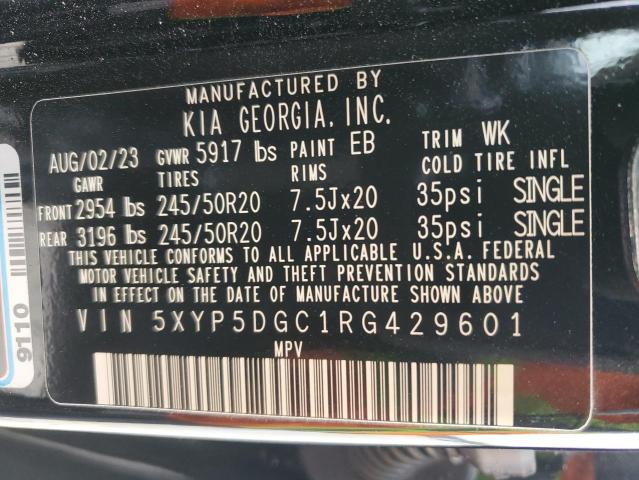 MANUFACTURED BY
KIA GEORGIA, INC.
AUG/02/23 GVWR 5917 lbs PAINT EB TRIM WK
GAWR TIRES RIMS COLD TIRE INFL
FRONT 2954 lbs 245/50R20 7.5Jx20 35psi SINGLE
REAR 3196 lbs 245/50R20 7.5Jx20 35psi SINGLE
THIS VEHICLE CONFORMS TO ALL APPLICABLE U.S.A. FEDERAL
MOTOR VEHICLE SAFETY AND THEFT PREVENTION STANDARDS
IN EFFECT ON THE DATE OF MANUFACTURE SHOWN ABOVE
VIN 5XYP5DGC1RG429601
MPV
9110